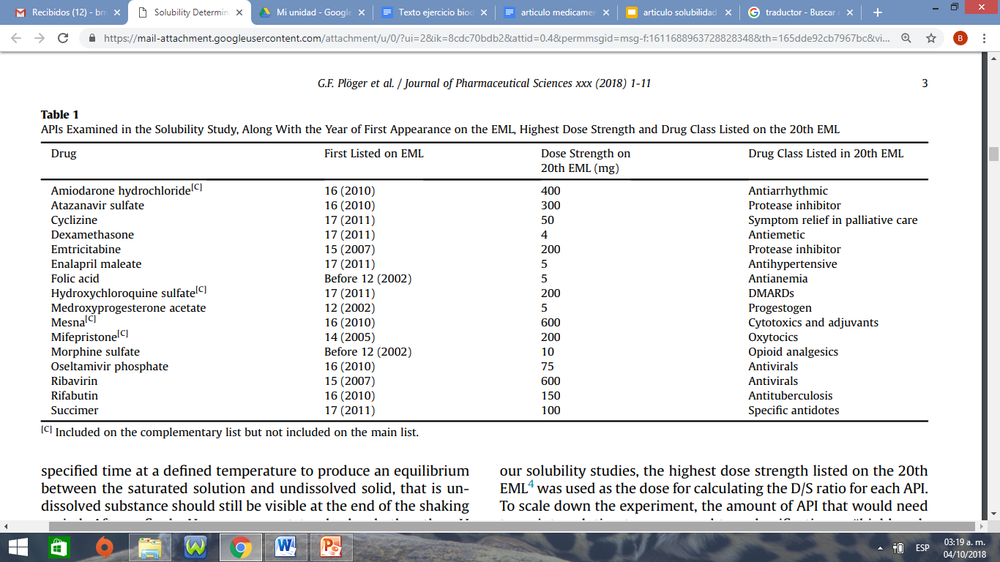 Recibidos (12) - brn
Solubility Determin
Mi unidad - Google
Texto ejercicio biod
articulo medicamen
articulo solubilidad
traductor - Buscar
https://mail-attachment.googleusercontent.com/attachment/u/0/?ui=2&ik=8cdc70bdb2&attid=0.4&permmsgid=msg-f:1611688963728828348&th=165dde92cb7967bc&vi...
B
G.F. Plöger et al. / Journal of Pharmaceutical Sciences xxx (2018) 1-11 3
Table 1
APIs Examined in the Solubility Study, Along With the Year of First Appearance on the EML, Highest Dose Strength and Drug Class Listed on the 20th EML
Drug First Listed on EML Dose Strength on Drug Class Listed in 20th EML
20th EML (mg)
Amiodarone hydrochloride[C] 16 (2010) 400 Antiarrhythmic
Atazanavir sulfate 16 (2010) 300 Protease inhibitor
Cyclizine 17 (2011) 50 Symptom relief in palliative care
Dexamethasone 17 (2011) 4 Antiemetic
Emtricitabine 15 (2007) 200 Protease inhibitor
Enalapril maleate 17 (2011) 5 Antihypertensive
Folic acid Before 12 (2002) 5 Antianemia
Hydroxychloroquine sulfate[C] 17 (2011) 200 DMARDs
Medroxyprogesterone acetate 12 (2002) 5 Progestogen
Mesna[C] 16 (2010) 600 Cytotoxics and adjuvants
Mifepristone[C] 14 (2005) 200 Oxytocics
Morphine sulfate Before 12 (2002) 10 Opioid analgesics
Oseltamivir phosphate 16 (2010) 75 Antivirals
Ribavirin 15 (2007) 600 Antivirals
Rifabutin 16 (2010) 150 Antituberculosis
Succimer 17 (2011) 100 Specific antidotes
[C] Included on the complementary list but not included on the main list.
specified time at a defined temperature to produce an equilibrium
between the saturated solution and undissolved solid, that is un-
dissolved substance should still be visible at the end of the shaking
our solubility studies, the highest dose strength listed on the 20th
EML4 was used as the dose for calculating the D/S ratio for each API.
To scale down the experiment, the amount of API that would need
ESP
03:19 a. m.
04/10/2018